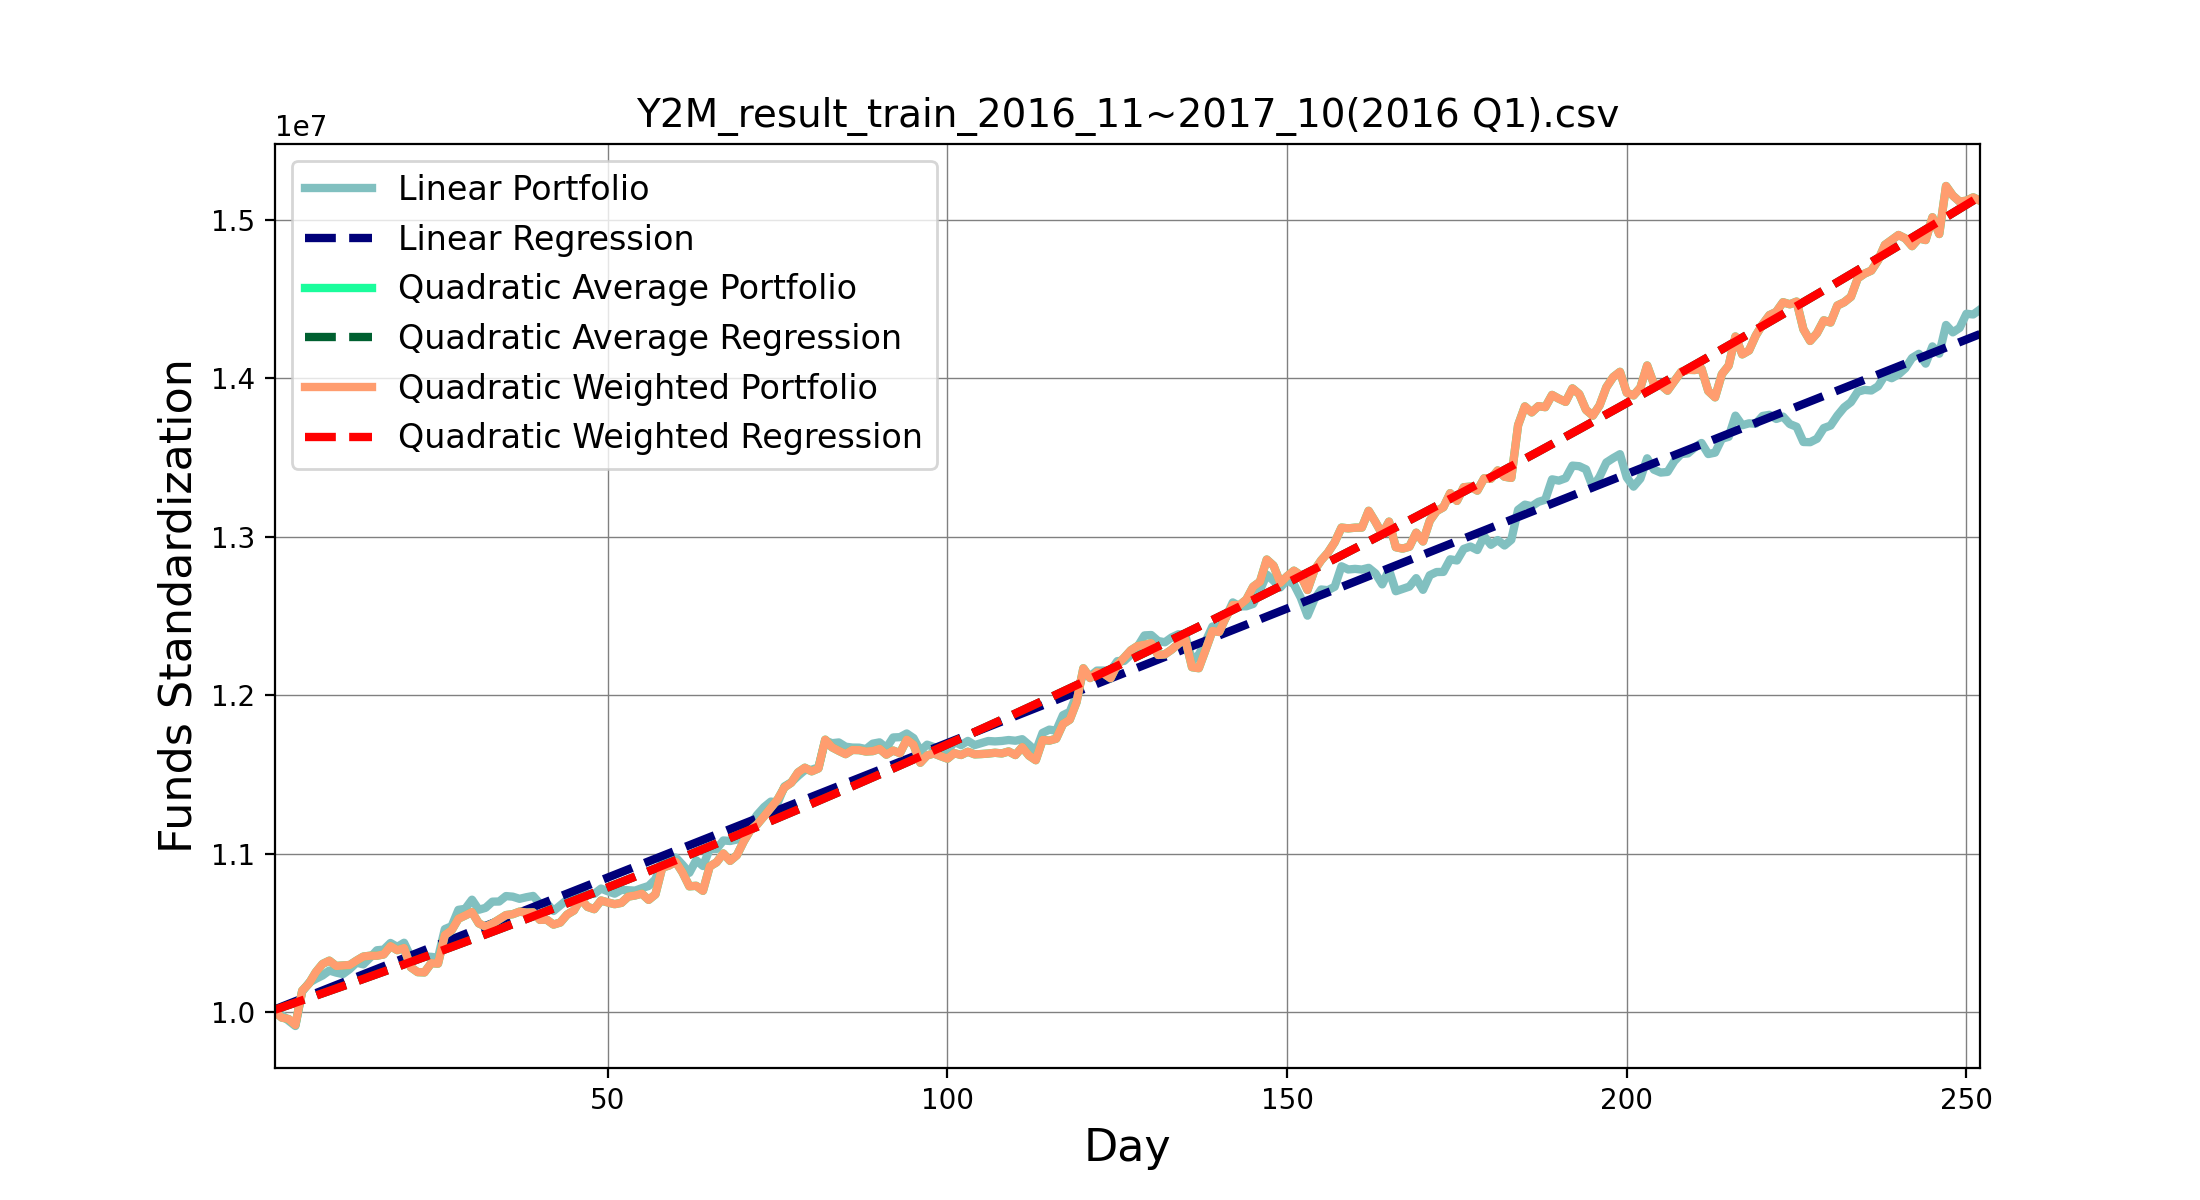 Y2M_result_train_2016_11~2017_10(2016 Q1).csv
1e7
Linear Portfolio
Linear Regression
Quadratic Average Portfolio
Quadratic Average Regression
Quadratic Weighted Portfolio
Quadratic Weighted Regression
1.5
1.4
1.3
1.2
1.1
1.0
Funds Standardization
50 100 150 200 250
Day